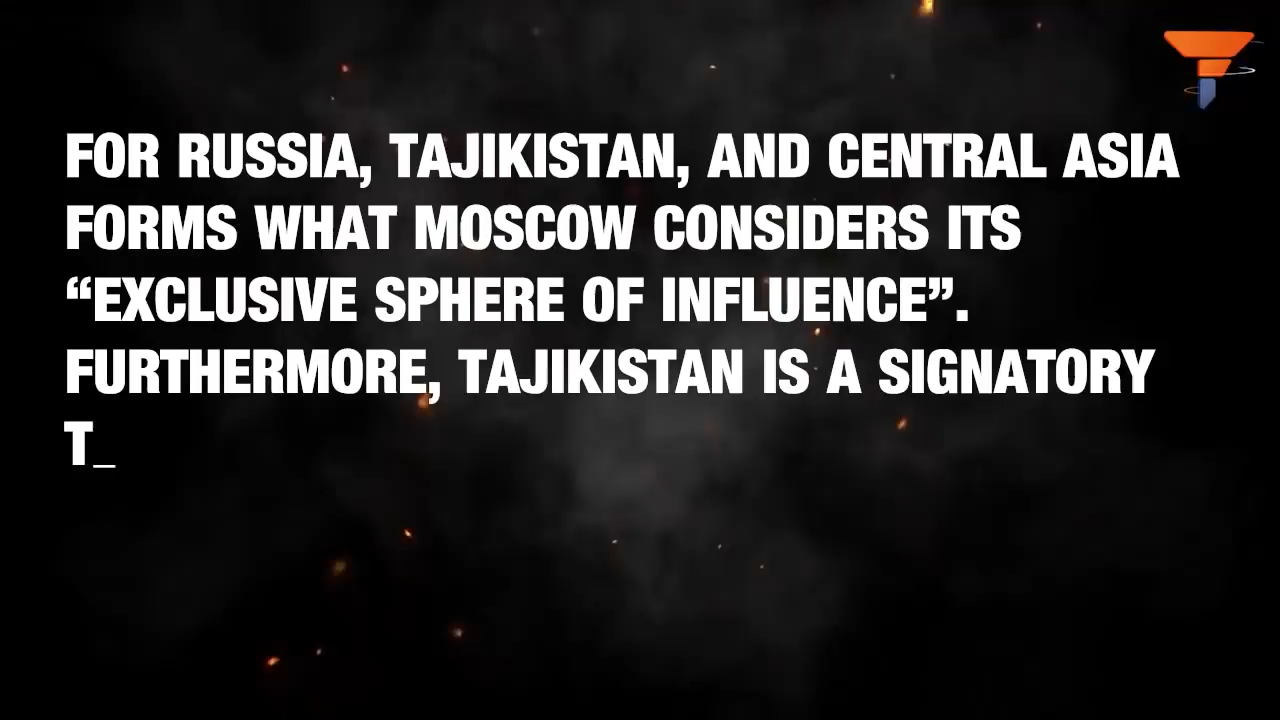 FOR RUSSIA, TAJIKISTAN, AND CENTRAL ASIA
FORMS WHAT MOSCOW CONSIDERS ITS
“EXCLUSIVE SPHERE OF INFLUENCE”.
FURTHERMORE, TAJIKISTAN IS A SIGNATORY
T_